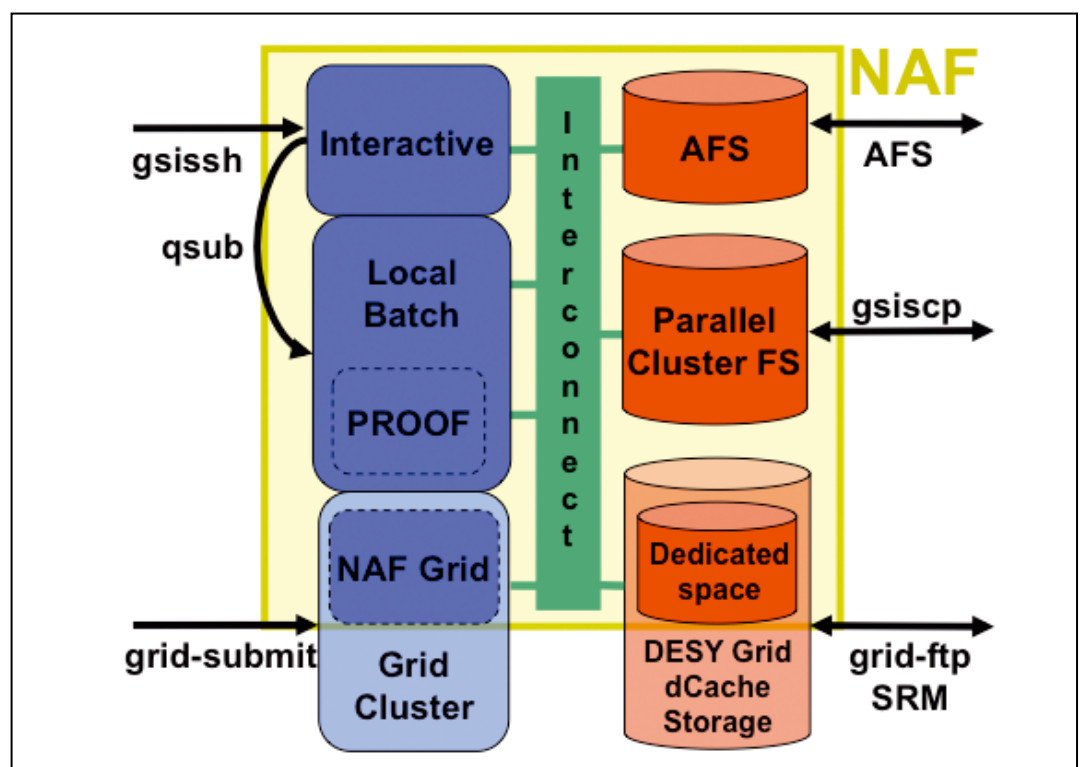 NAF
gsissh
Interactive
Interconnect
AFS
AFS
qsub
Local
Batch
PROOF
Parallel
Cluster FS
gsiscp
NAF Grid
Dedicated
space
grid-submit
Grid
Cluster
DESY Grid
dCache
Storage
grid-ftp
SRM